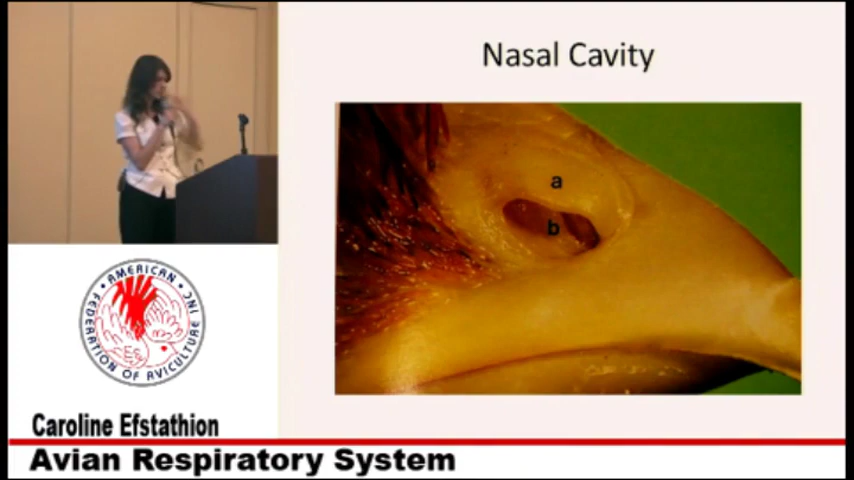 Nasal Cavity
a
b
AMERICAN
FEDERATION OF AVICULTURE INC
Caroline Efstathion
Avian Respiratory System